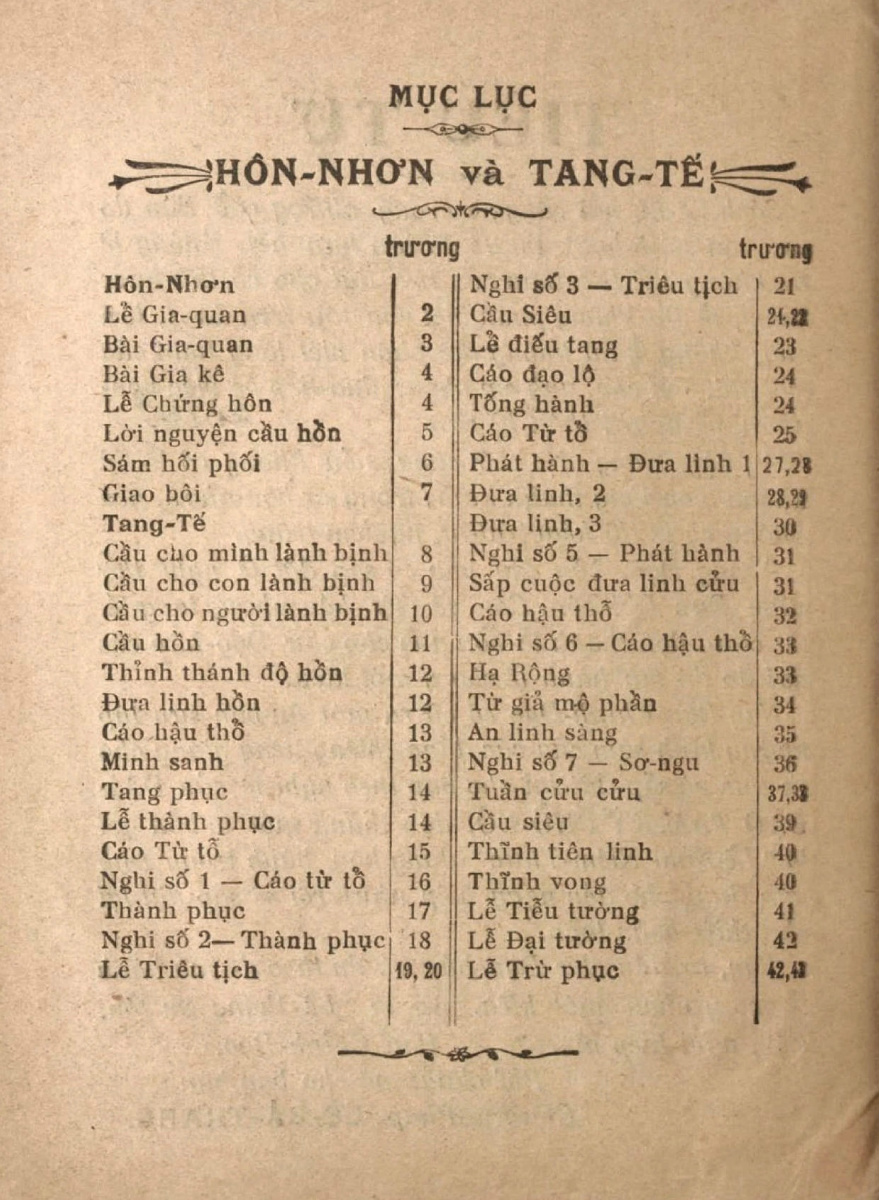 MỤC LỤC
HÔN-NHƠN và TANG-TẾ
trương
Hôn-Nhơn
Lễ Gia-quan 2
Bài Gia-quan 3
Bài Gia kê 4
Lễ Chứng hôn 4
Lời nguyện cầu hồn 5
Sám hối phối 6
Giao bôi 7
Tang-Tế
Cầu cho mình lành bịnh 8
Cầu cho con lành bịnh 9
Cầu cho người lành bịnh 10
Cầu hồn 11
Thỉnh thánh độ hồn 12
Đưa linh hồn 12
Cáo hậu thổ 13
Minh sanh 13
Tang phục 14
Lễ thành phục 14
Cáo Từ tổ 15
Nghi số 1 — Cáo từ tổ 16
Thành phục 17
Nghi số 2— Thành phục 18
Lễ Triêu tịch 19, 20
trương
Nghi số 3 — Triêu tịch 21
Cầu Siêu 21,22
Lễ điếu tang 23
Cáo đạo lộ 24
Tống hành 24
Cáo Từ tổ 25
Phát hành — Đưa linh 1 27,28
Đưa linh, 2 28,29
Đưa linh, 3 30
Nghi số 5 — Phát hành 31
Sắp cuộc đưa linh cửu 31
Cáo hậu thổ 32
Nghi số 6 — Cáo hậu thổ 33
Hạ Rộng 33
Từ giả mộ phần 34
An linh sàng 35
Nghi số 7 — Sơ-ngu 36
Tuần cửu cửu 37,38
Cầu siêu 39
Thỉnh tiên linh 40
Thỉnh vong 40
Lễ Tiểu tường 41
Lễ Đại tường 42
Lễ Trừ phục 42,43